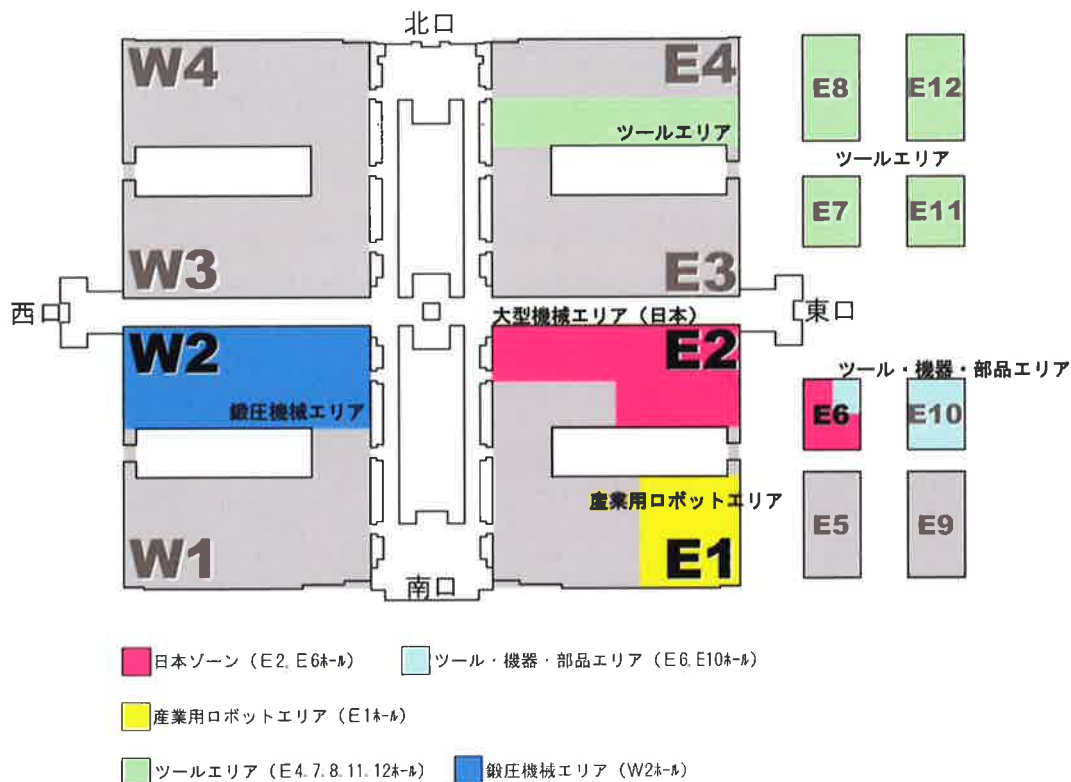 北口
W4
E4
E8
E12
ツールエリア
ツールエリア
E7
E11
W3
E3
西口
大型機械エリア（日本）
東口
W2
E2
ツール・機器・部品エリア
鍛圧機械エリア
E6
E10
産業用ロボットエリア
E5
E9
W1
E1
南口
日本ゾーン（E2, E6ﾎｰﾙ）
ツール・機器・部品エリア（E6, E10ﾎｰﾙ）
産業用ロボットエリア（E1ﾎｰﾙ）
ツールエリア（E4. 7. 8. 11. 12ﾎｰﾙ）
鍛圧機械エリア（W2ﾎｰﾙ）